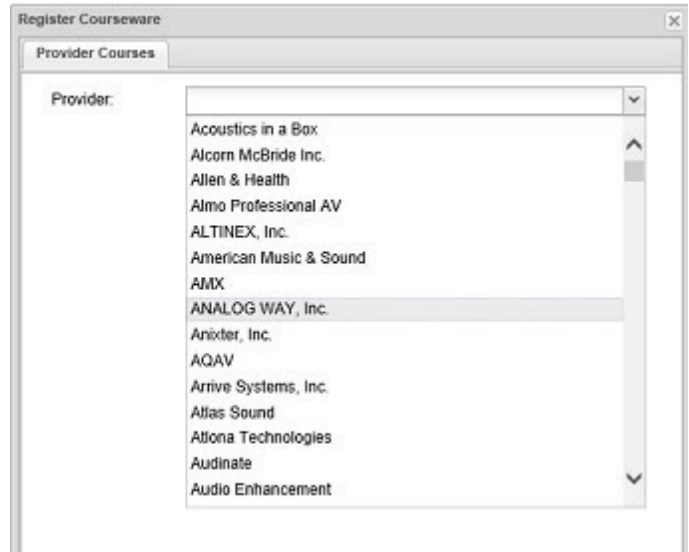 Register Courseware
Provider Courses
Provider:
Acoustics in a Box
Alcorn McBride Inc.
Allen & Health
Almo Professional AV
ALTINEX, Inc.
American Music & Sound
AMX
ANALOG WAY, Inc.
Anixter, Inc.
AQAV
Arrive Systems, Inc.
Atlas Sound
Atlona Technologies
Audinate
Audio Enhancement